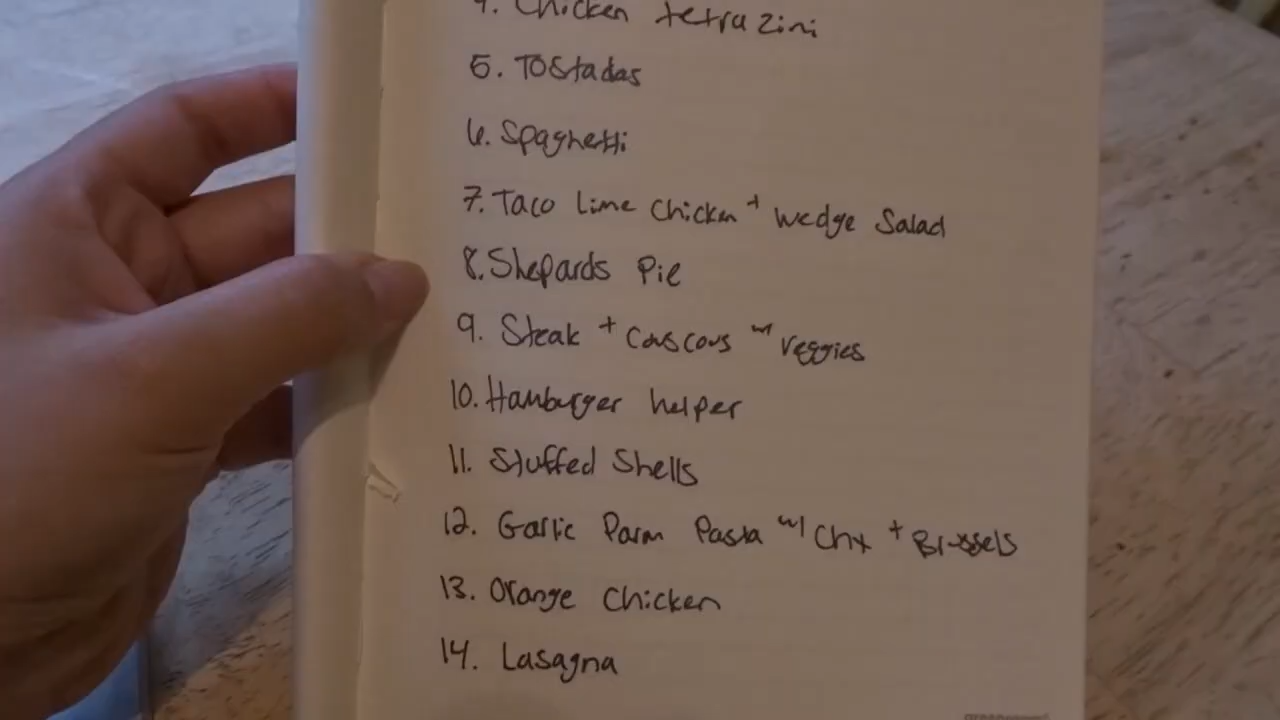 4. Chicken tetrazini
5. Tostadas
6. Spaghetti
7. Taco Lime Chicken + Wedge Salad
8. Shepards Pie
9. Steak + Couscous w/ Veggies
10. Hamburger helper
11. Stuffed Shells
12. Garlic Parm Pasta w/ Chx + Brussels
13. Orange Chicken
14. Lasagna